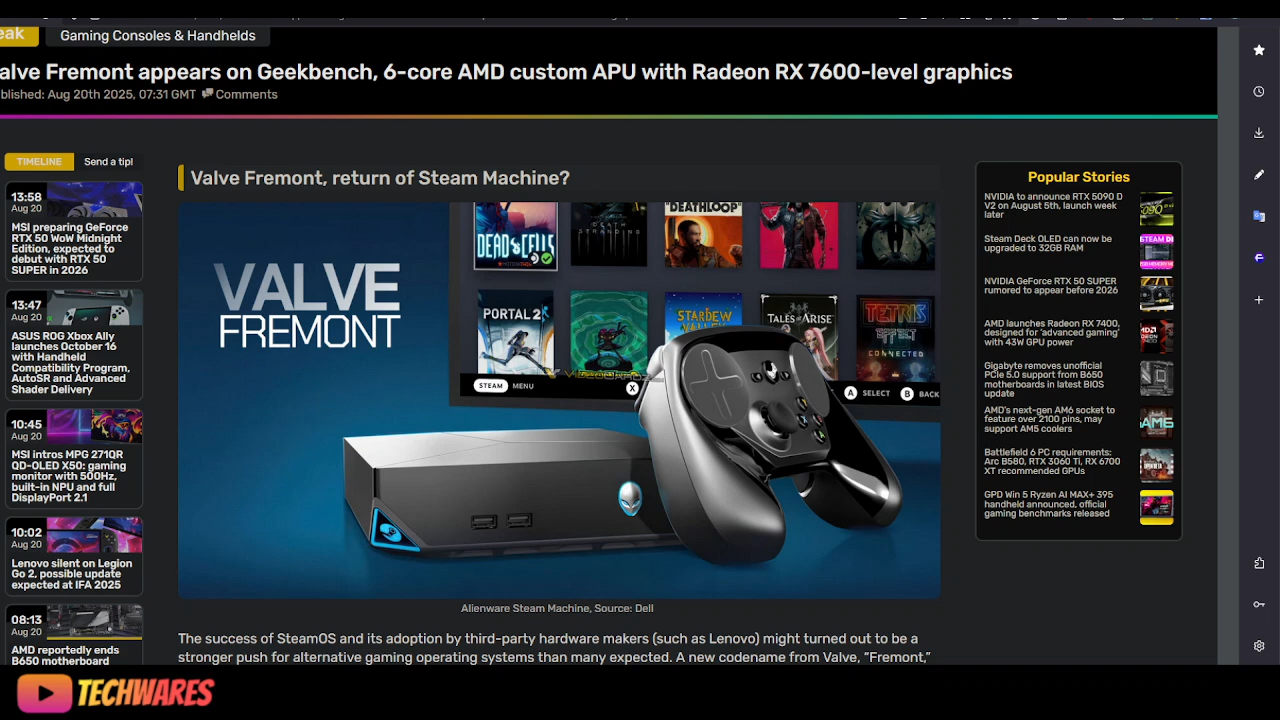 eak
Gaming Consoles & Handhelds
alve Fremont appears on Geekbench, 6-core AMD custom APU with Radeon RX 7600-level graphics
blished: Aug 20th 2025, 07:31 GMT Comments
TIMELINE Send a tip!
13:58
Aug 20
MSI preparing GeForce
RTX 50 WoW Midnight
Edition, expected to
debut with RTX 50
SUPER in 2026
13:47
Aug 20
ASUS ROG Xbox Ally
launches October 16
with Handheld
Compatibility Program,
AutoSR and Advanced
Shader Delivery
10:45
Aug 20
MSI intros MPG 271QR
QD-OLED X50: gaming
monitor with 500Hz,
built-in NPU and full
DisplayPort 2.1
10:02
Aug 20
Lenovo silent on Legion
Go 2, possible update
expected at IFA 2025
08:13
Aug 20
AMD reportedly ends
B650 motherboard
Valve Fremont, return of Steam Machine?
VALVE
FREMONT
DEAD CELLS
DEATH
STRANDING
DEATHLOOP
PORTAL 2
STARDEW
VALLEY
TALES of ARISE
TETRIS
EFFECT
CONNECTED
STEAM MENU
X
A SELECT B BACK
VIDEOCARDZ
Alienware Steam Machine, Source: Dell
The success of SteamOS and its adoption by third-party hardware makers (such as Lenovo) might turned out to be a
stronger push for alternative gaming operating systems than many expected. A new codename from Valve, “Fremont,”
Popular Stories
NVIDIA to announce RTX 5090 D
V2 on August 5th, launch week
later
Steam Deck OLED can now be
upgraded to 32GB RAM
NVIDIA GeForce RTX 50 SUPER
rumored to appear before 2026
AMD launches Radeon RX 7400,
designed for 'advanced gaming'
with 43W GPU power
Gigabyte removes unofficial
PCIe 5.0 support from B650
motherboards in latest BIOS
update
AMD's next-gen AM6 socket to
feature over 2100 pins, may
support AM5 coolers
Battlefield 6 PC requirements:
Arc B580, RTX 3060 Ti, RX 6700
XT recommended GPUs
GPD Win 5 Ryzen AI MAX+ 395
handheld announced, official
gaming benchmarks released
TECHWARES